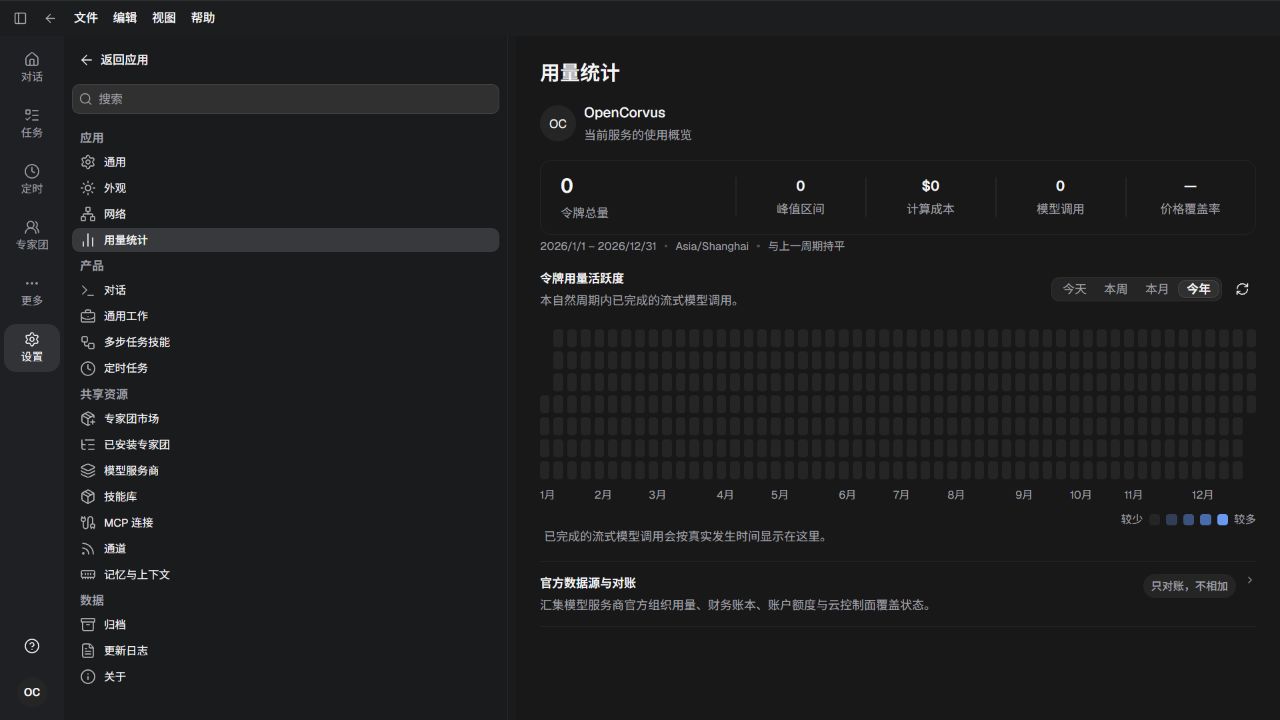 文件 编辑 视图 帮助
对话
任务
定时
专家团
更多
设置
OC
返回应用
搜索
应用
通用
外观
网络
用量统计
产品
对话
通用工作
多步任务技能
定时任务
共享资源
专家团市场
已安装专家团
模型服务商
技能库
MCP 连接
通道
记忆与上下文
数据
归档
更新日志
关于
用量统计
OC
OpenCorvus
当前服务的使用概览
0
令牌总量
0
峰值区间
$0
计算成本
0
模型调用
—
价格覆盖率
2026/1/1 – 2026/12/31 • Asia/Shanghai • 与上一周期持平
令牌用量活跃度
本自然周期内已完成的流式模型调用。
今天 本周 本月 今年
1月 2月 3月 4月 5月 6月 7月 8月 9月 10月 11月 12月
较少 较多
已完成的流式模型调用会按真实发生时间显示在这里。
官方数据源与对账
汇集模型服务商官方组织用量、财务账本、账户额度与云控制面覆盖状态。
只对账，不相加